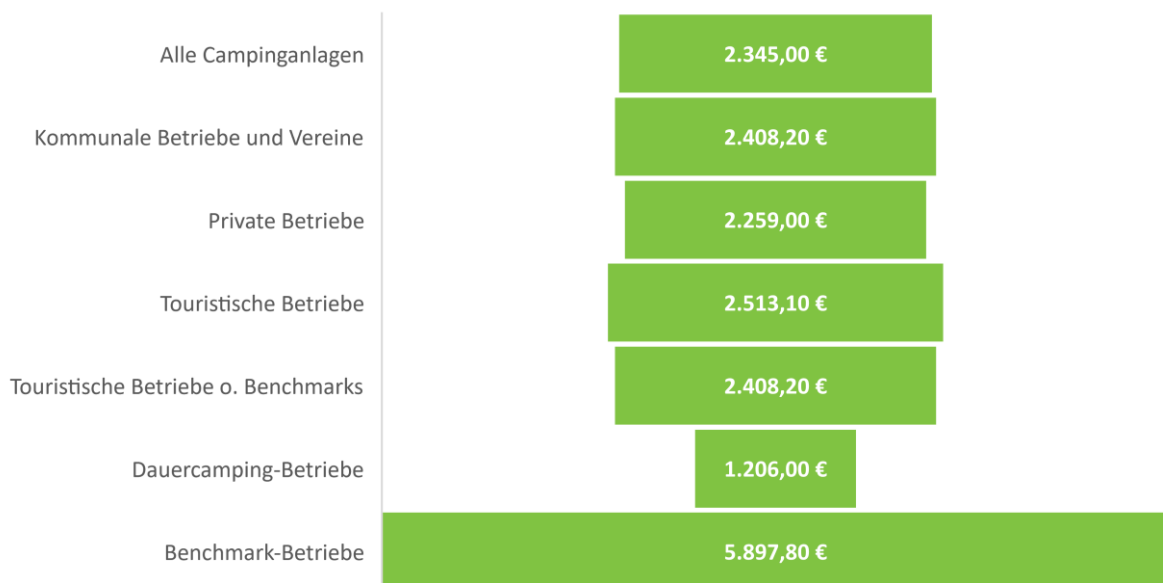 Alle Campinganlagen 2.345,00 €
Kommunale Betriebe und Vereine 2.408,20 €
Private Betriebe 2.259,00 €
Touristische Betriebe 2.513,10 €
Touristische Betriebe o. Benchmarks 2.408,20 €
Dauercamping-Betriebe 1.206,00 €
Benchmark-Betriebe 5.897,80 €